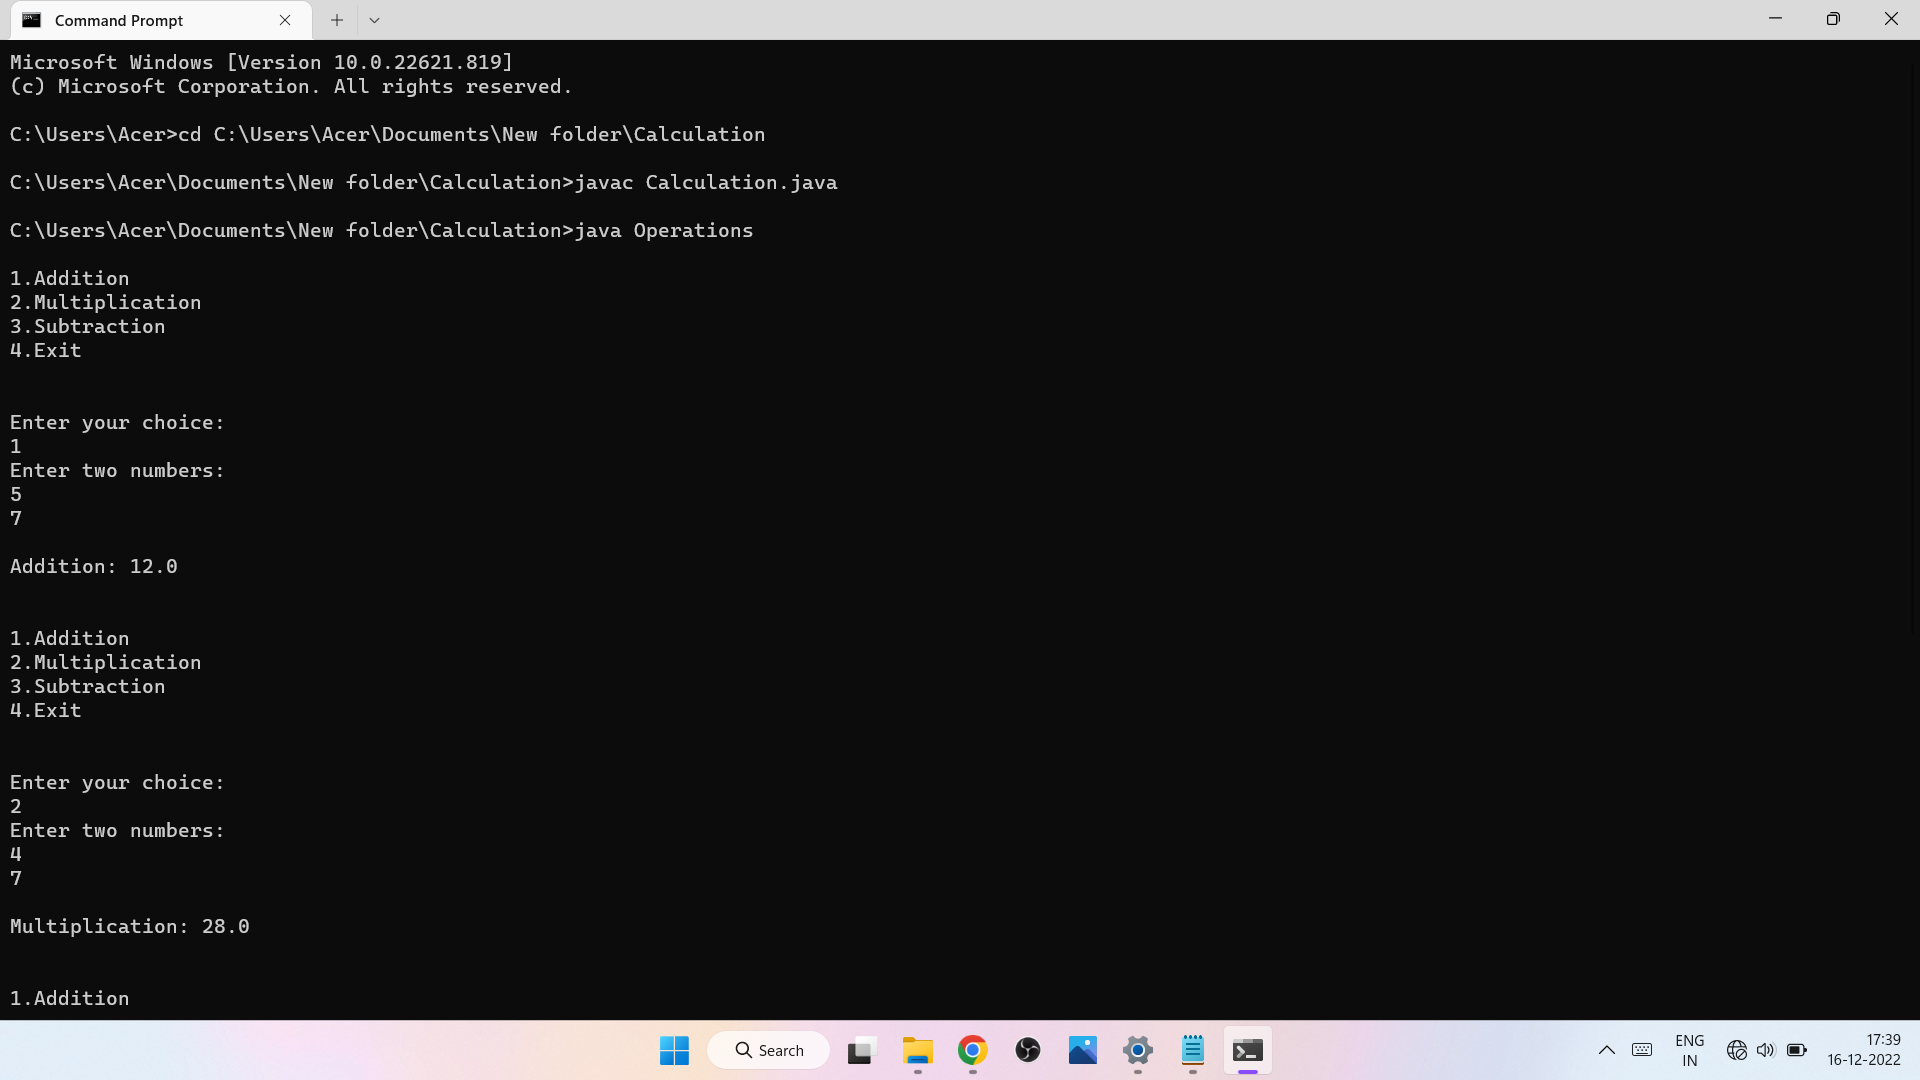 Command Prompt
Microsoft Windows [Version 10.0.22621.819]
(c) Microsoft Corporation. All rights reserved.
C:\Users\Acer>cd C:\Users\Acer\Documents\New folder\Calculation
C:\Users\Acer\Documents\New folder\Calculation>javac Calculation.java
C:\Users\Acer\Documents\New folder\Calculation>java Operations
1.Addition
2.Multiplication
3.Subtraction
4.Exit
Enter your choice:
1
Enter two numbers:
5
7
Addition: 12.0
1.Addition
2.Multiplication
3.Subtraction
4.Exit
Enter your choice:
2
Enter two numbers:
4
7
Multiplication: 28.0
1.Addition
Search
ENG
IN
17:39
16-12-2022